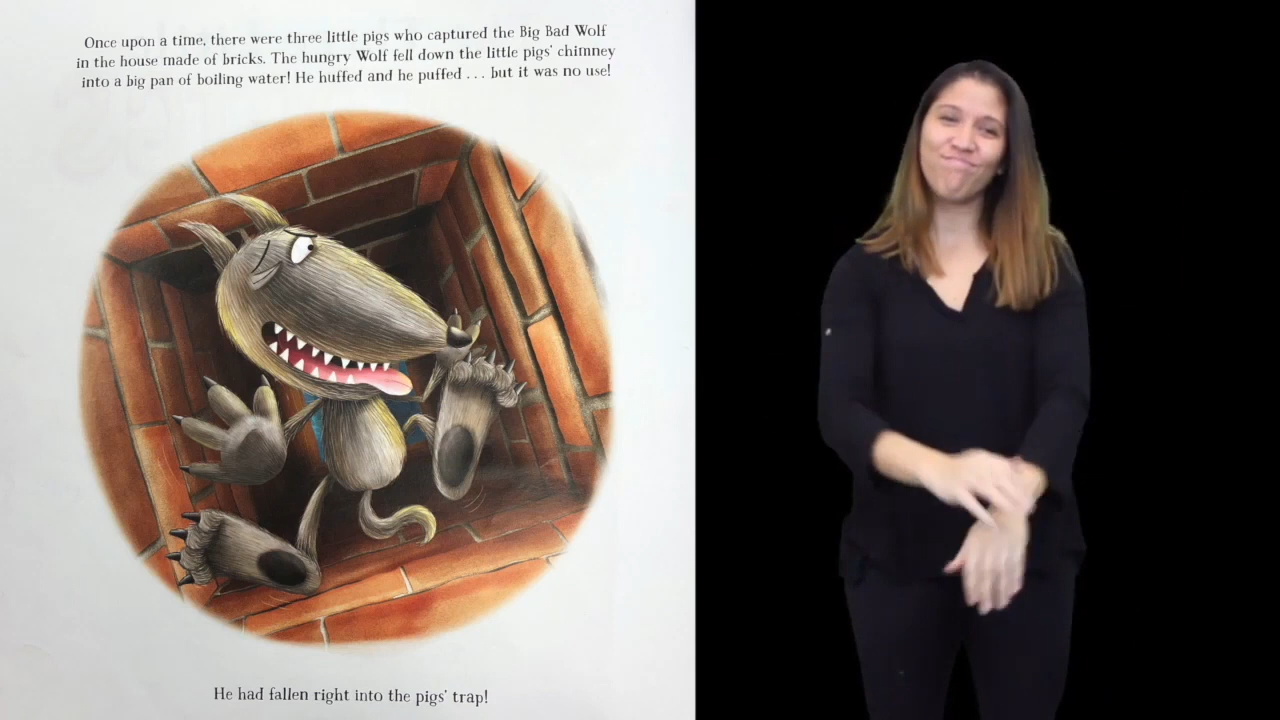 Once upon a time, there were three little pigs who captured the Big Bad Wolf
in the house made of bricks. The hungry Wolf fell down the little pigs' chimney
into a big pan of boiling water! He huffed and he puffed . . . but it was no use!
He had fallen right into the pigs' trap!